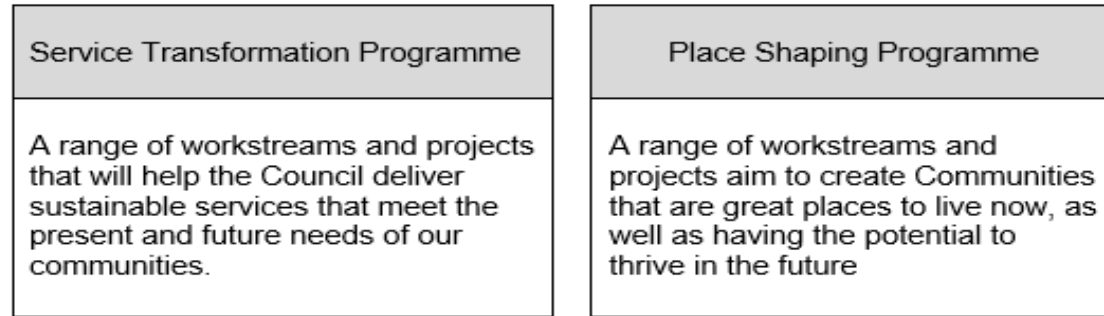 Service Transformation Programme
A range of workstreams and projects
that will help the Council deliver
sustainable services that meet the
present and future needs of our
communities.
Place Shaping Programme
A range of workstreams and
projects aim to create Communities
that are great places to live now, as
well as having the potential to
thrive in the future